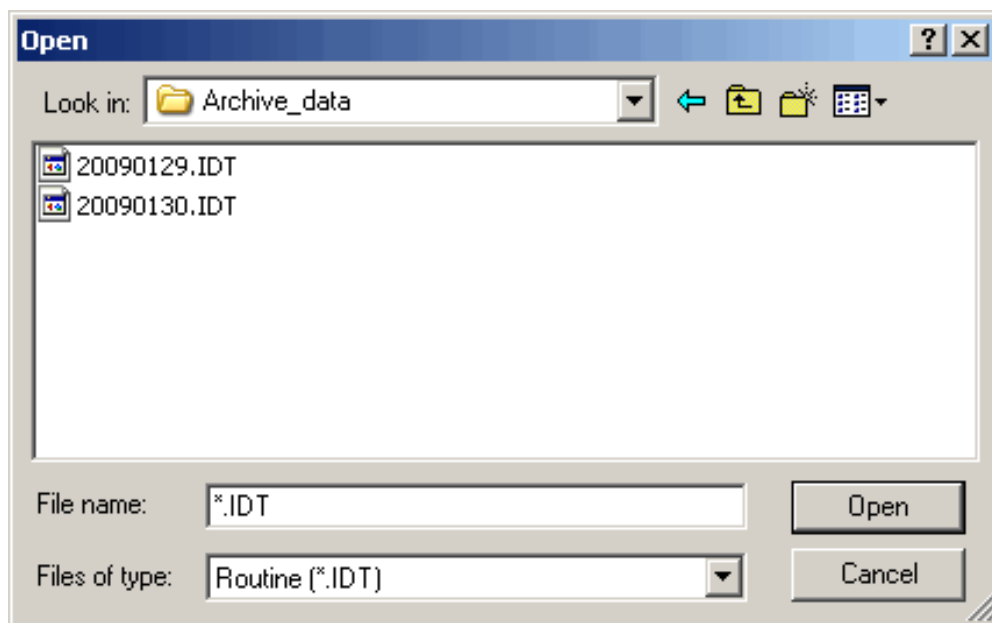 Open
Look in: Archive_data
20090129.IDT
20090130.IDT
File name: *.IDT Open
Files of type: Routine (*.IDT) Cancel